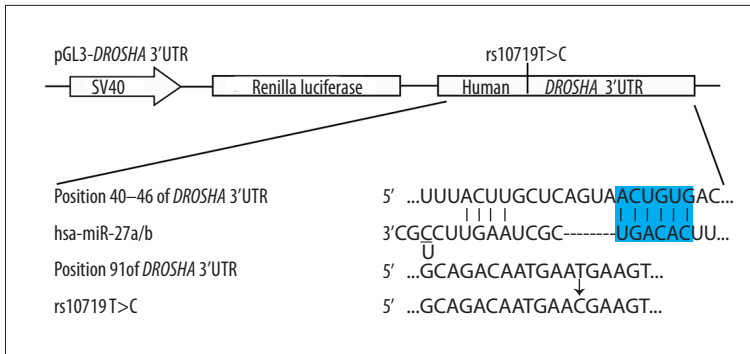 pGL3-DROSHA 3’UTR
rs10719T>C
SV40
Renilla luciferase
Human DROSHA 3’UTR
Position 40–46 of DROSHA 3’UTR 5’ ...UUUACUUGCUCAGUAACUGUGAC...
hsa-miR-27a/b 3’CGCCUUGAAUCGC--------UGACACUU...
U
Position 91of DROSHA 3’UTR 5’ ...GCAGACAATGAATGAAGT...
rs10719T>C 5’ ...GCAGACAATGAACGAAGT...